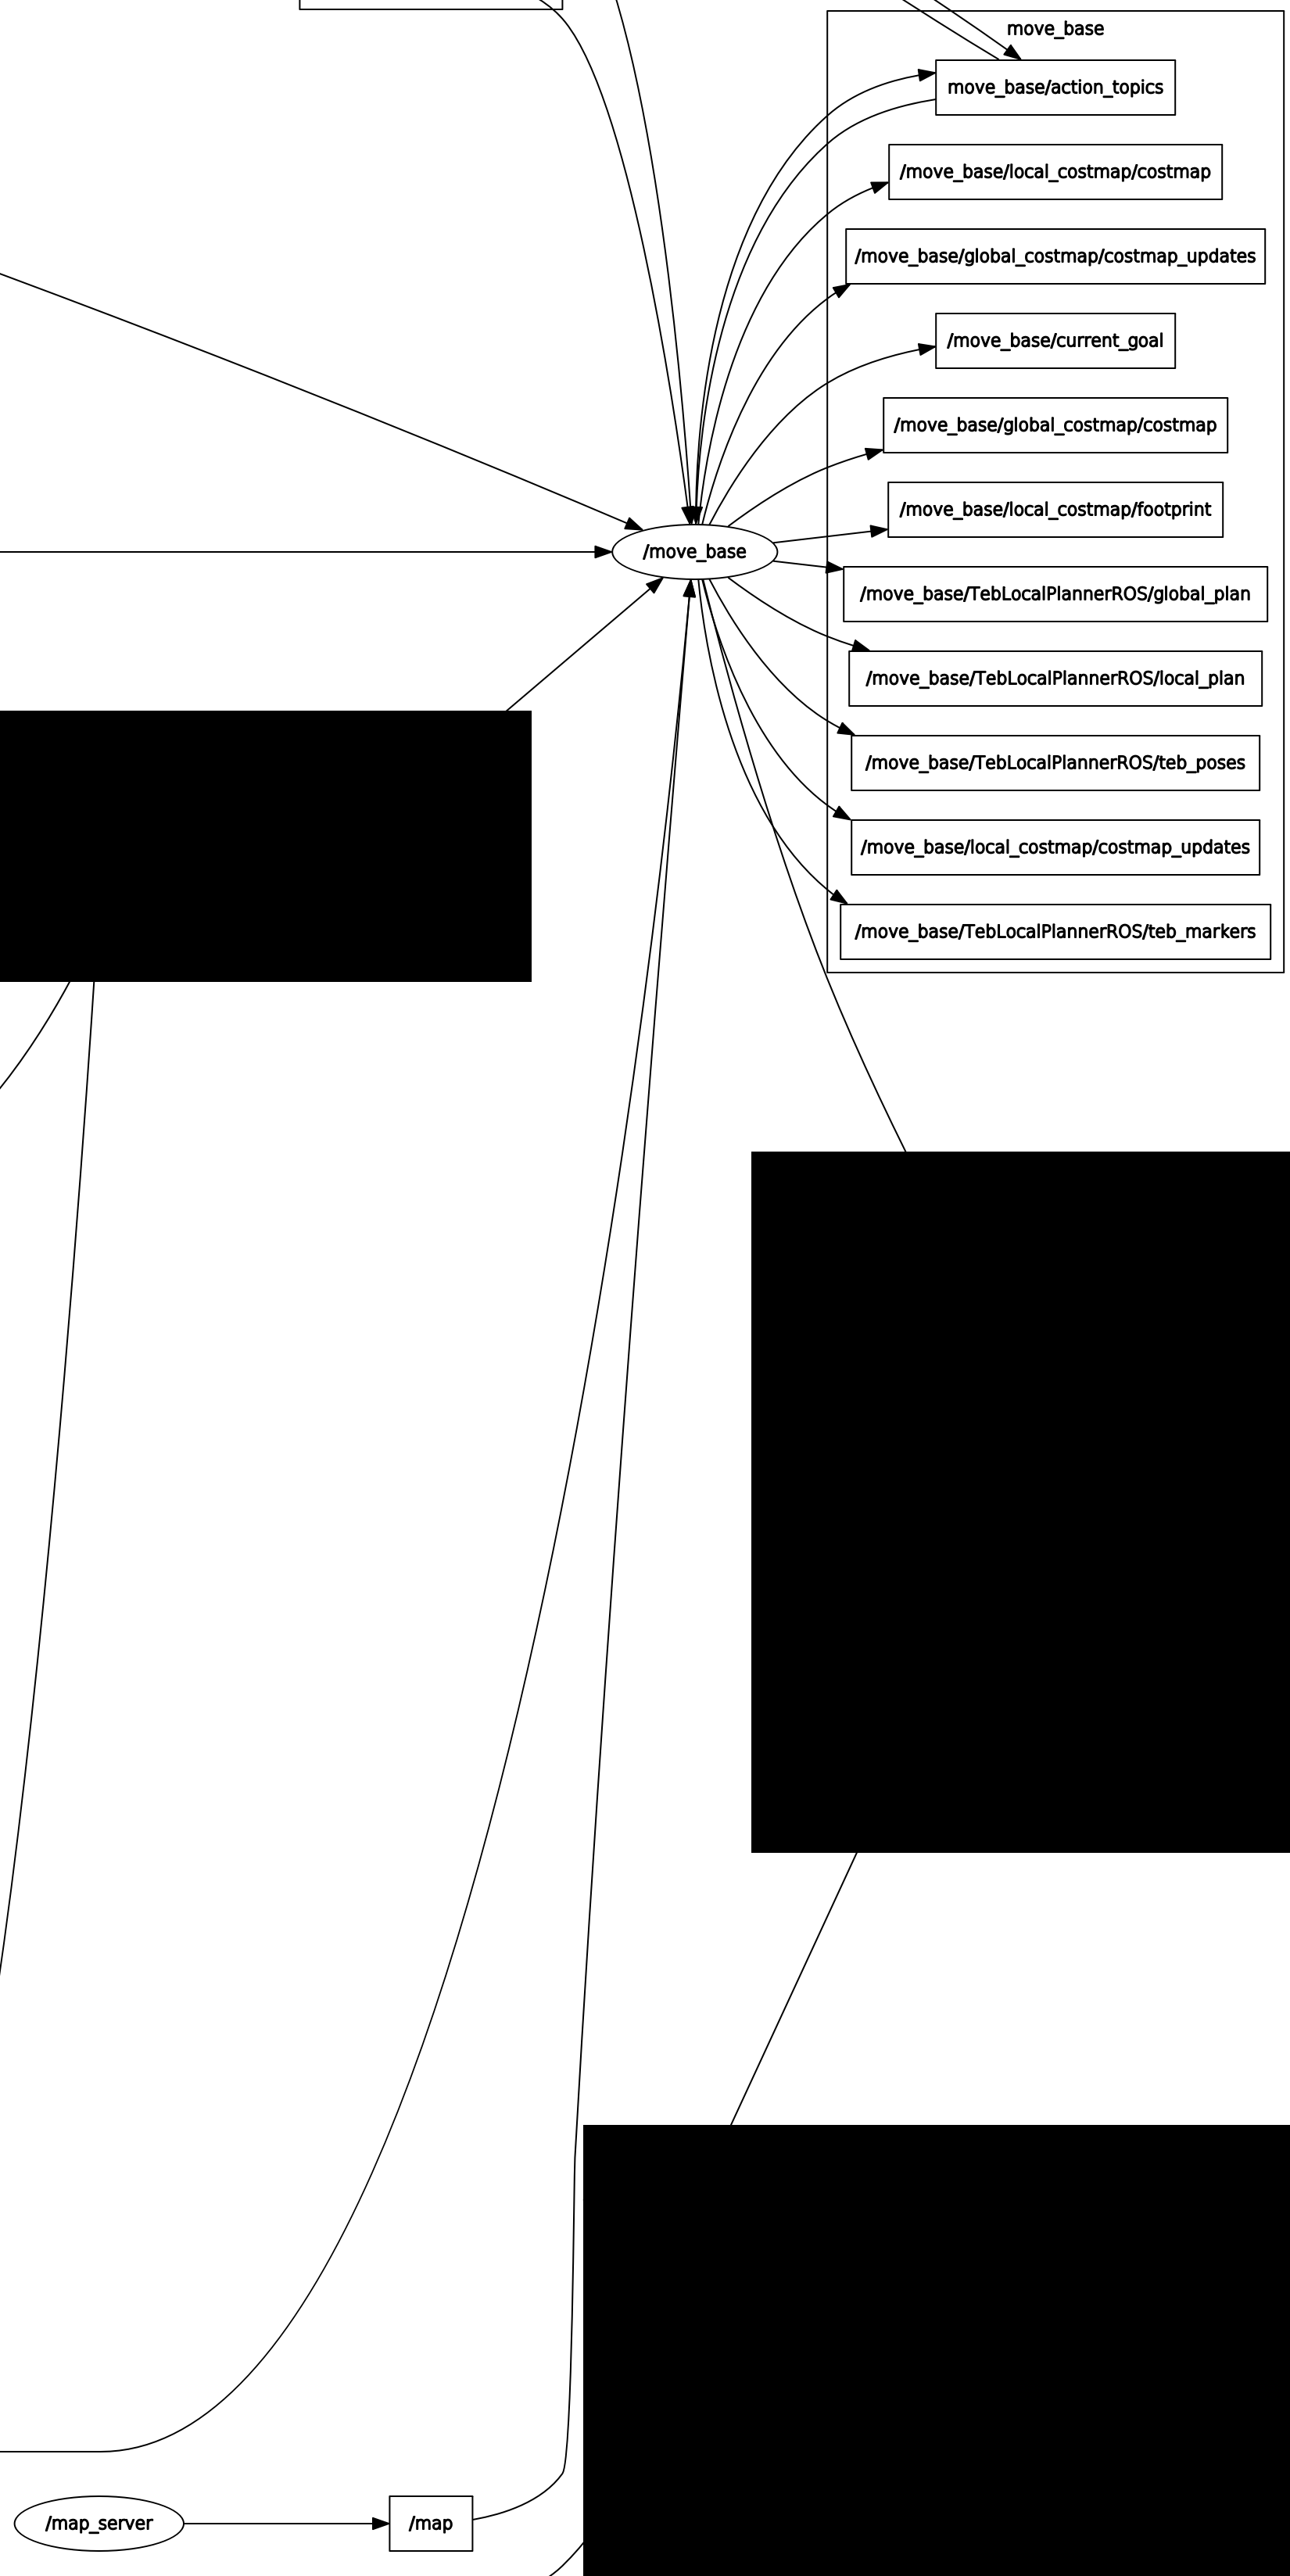 move_base
move_base/action_topics
/move_base/local_costmap/costmap
/move_base/global_costmap/costmap_updates
/move_base/current_goal
/move_base/global_costmap/costmap
/move_base/local_costmap/footprint
/move_base
/move_base/TebLocalPlannerROS/global_plan
/move_base/TebLocalPlannerROS/local_plan
/move_base/TebLocalPlannerROS/teb_poses
/move_base/local_costmap/costmap_updates
/move_base/TebLocalPlannerROS/teb_markers
/map_server
/map